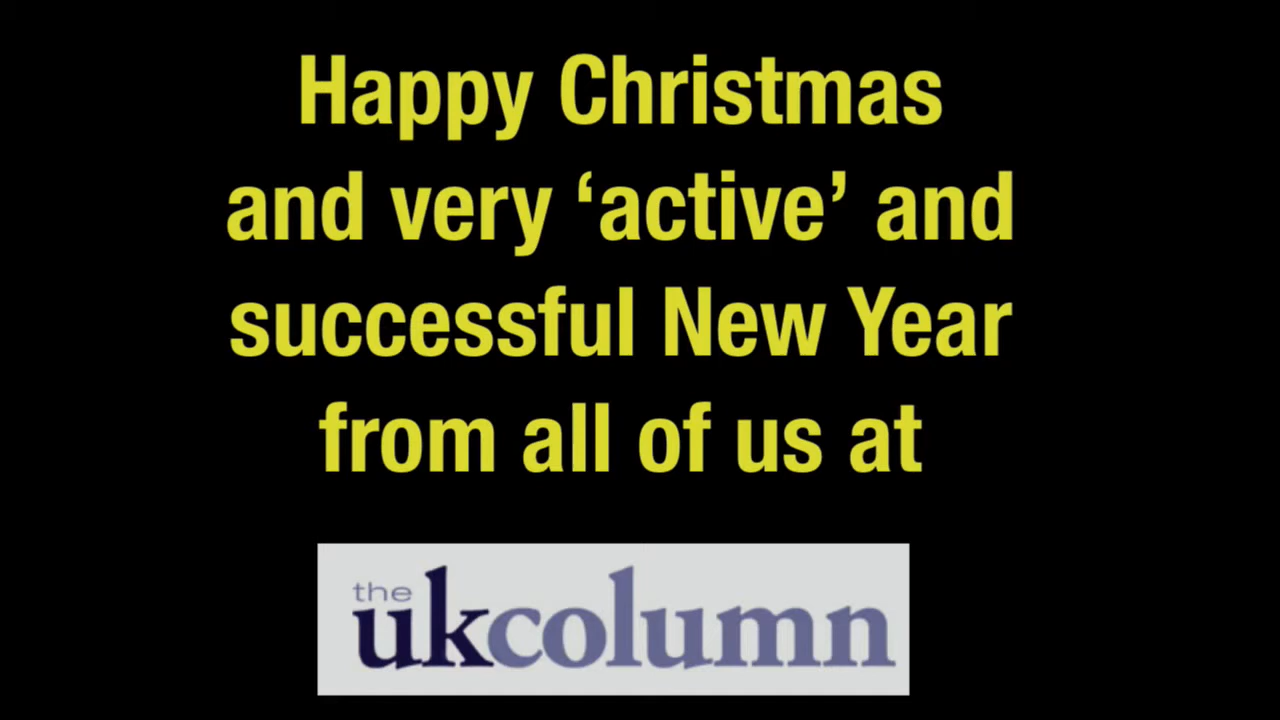 Happy Christmas
and very ‘active’ and
successful New Year
from all of us at
the
ukcolumn